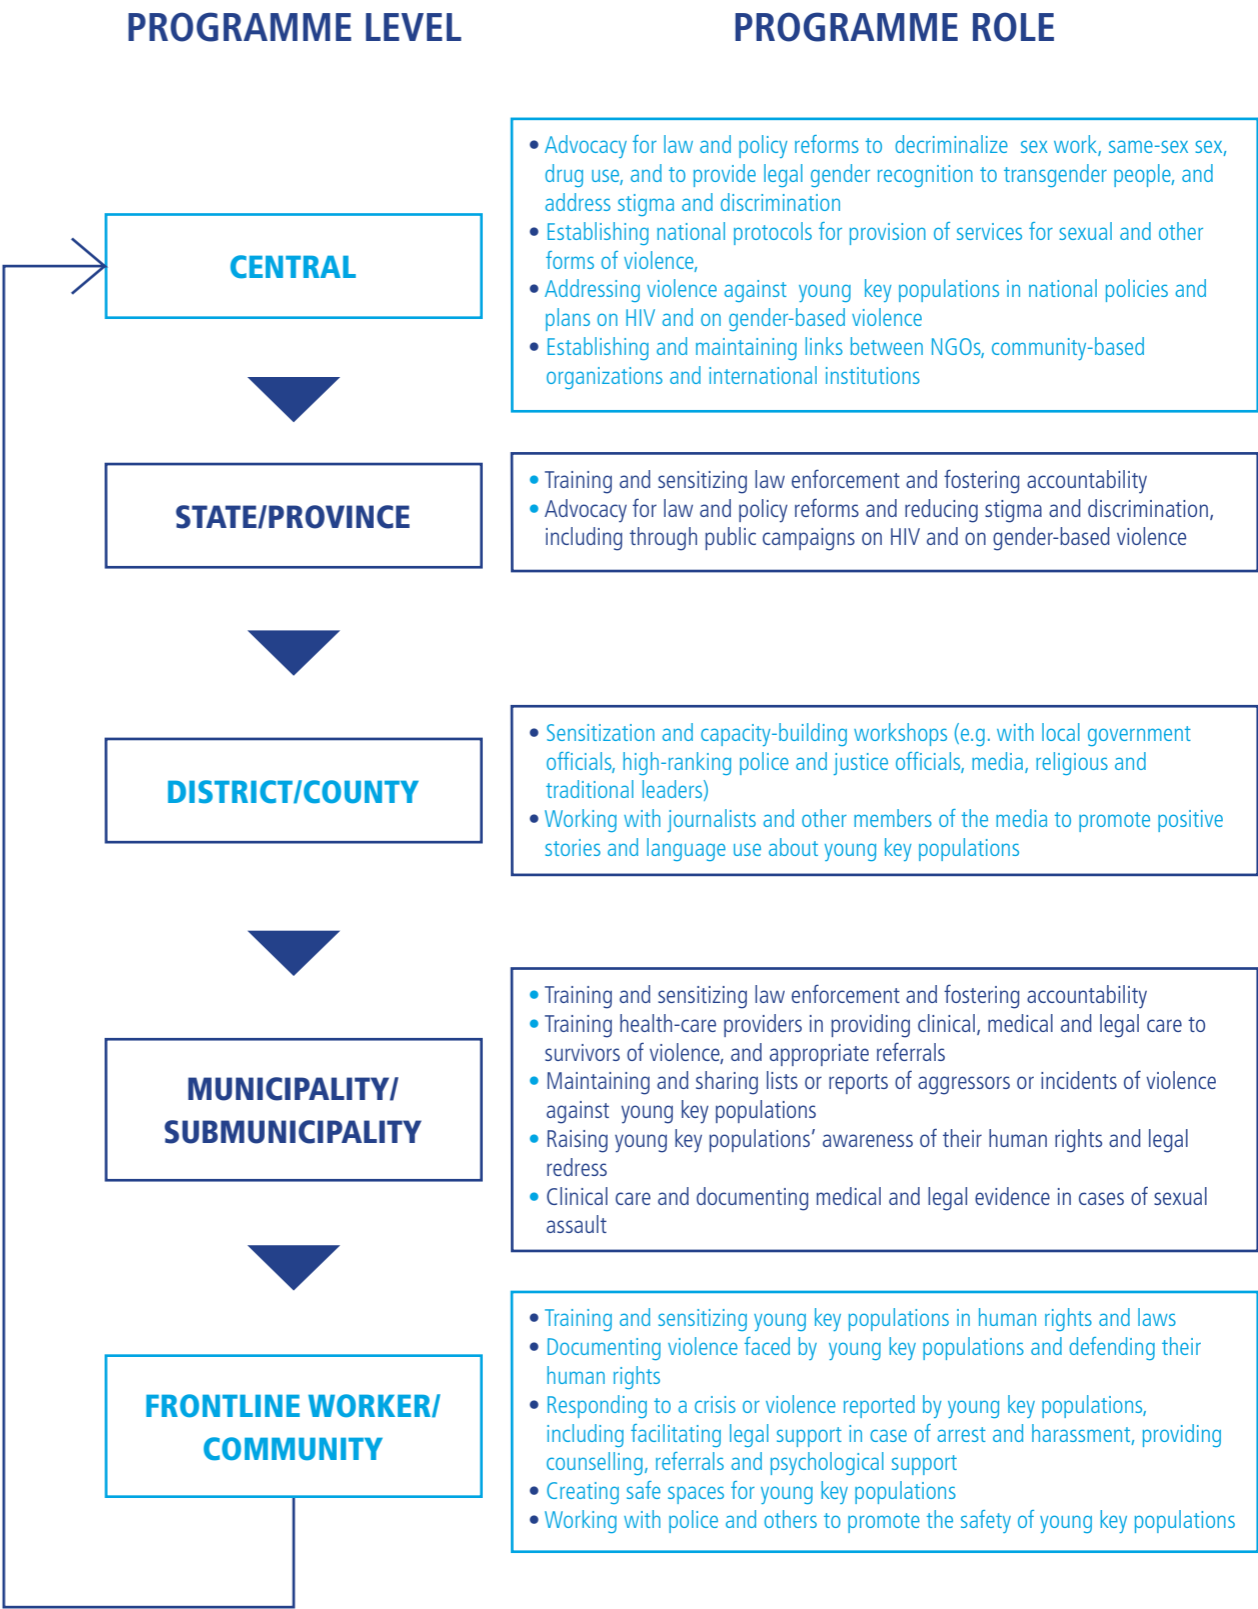 PROGRAMME LEVEL
PROGRAMME ROLE
CENTRAL
• Advocacy for law and policy reforms to decriminalize sex work, same-sex sex,
drug use, and to provide legal gender recognition to transgender people, and
address stigma and discrimination
• Establishing national protocols for provision of services for sexual and other
forms of violence,
• Addressing violence against young key populations in national policies and
plans on HIV and on gender-based violence
• Establishing and maintaining links between NGOs, community-based
organizations and international institutions
STATE/PROVINCE
• Training and sensitizing law enforcement and fostering accountability
• Advocacy for law and policy reforms and reducing stigma and discrimination,
including through public campaigns on HIV and on gender-based violence
DISTRICT/COUNTY
• Sensitization and capacity-building workshops (e.g. with local government
officials, high-ranking police and justice officials, media, religious and
traditional leaders)
• Working with journalists and other members of the media to promote positive
stories and language use about young key populations
MUNICIPALITY/
SUBMUNICIPALITY
• Training and sensitizing law enforcement and fostering accountability
• Training health-care providers in providing clinical, medical and legal care to
survivors of violence, and appropriate referrals
• Maintaining and sharing lists or reports of aggressors or incidents of violence
against young key populations
• Raising young key populations’ awareness of their human rights and legal
redress
• Clinical care and documenting medical and legal evidence in cases of sexual
assault
FRONTLINE WORKER/
COMMUNITY
• Training and sensitizing young key populations in human rights and laws
• Documenting violence faced by young key populations and defending their
human rights
• Responding to a crisis or violence reported by young key populations,
including facilitating legal support in case of arrest and harassment, providing
counselling, referrals and psychological support
• Creating safe spaces for young key populations
• Working with police and others to promote the safety of young key populations